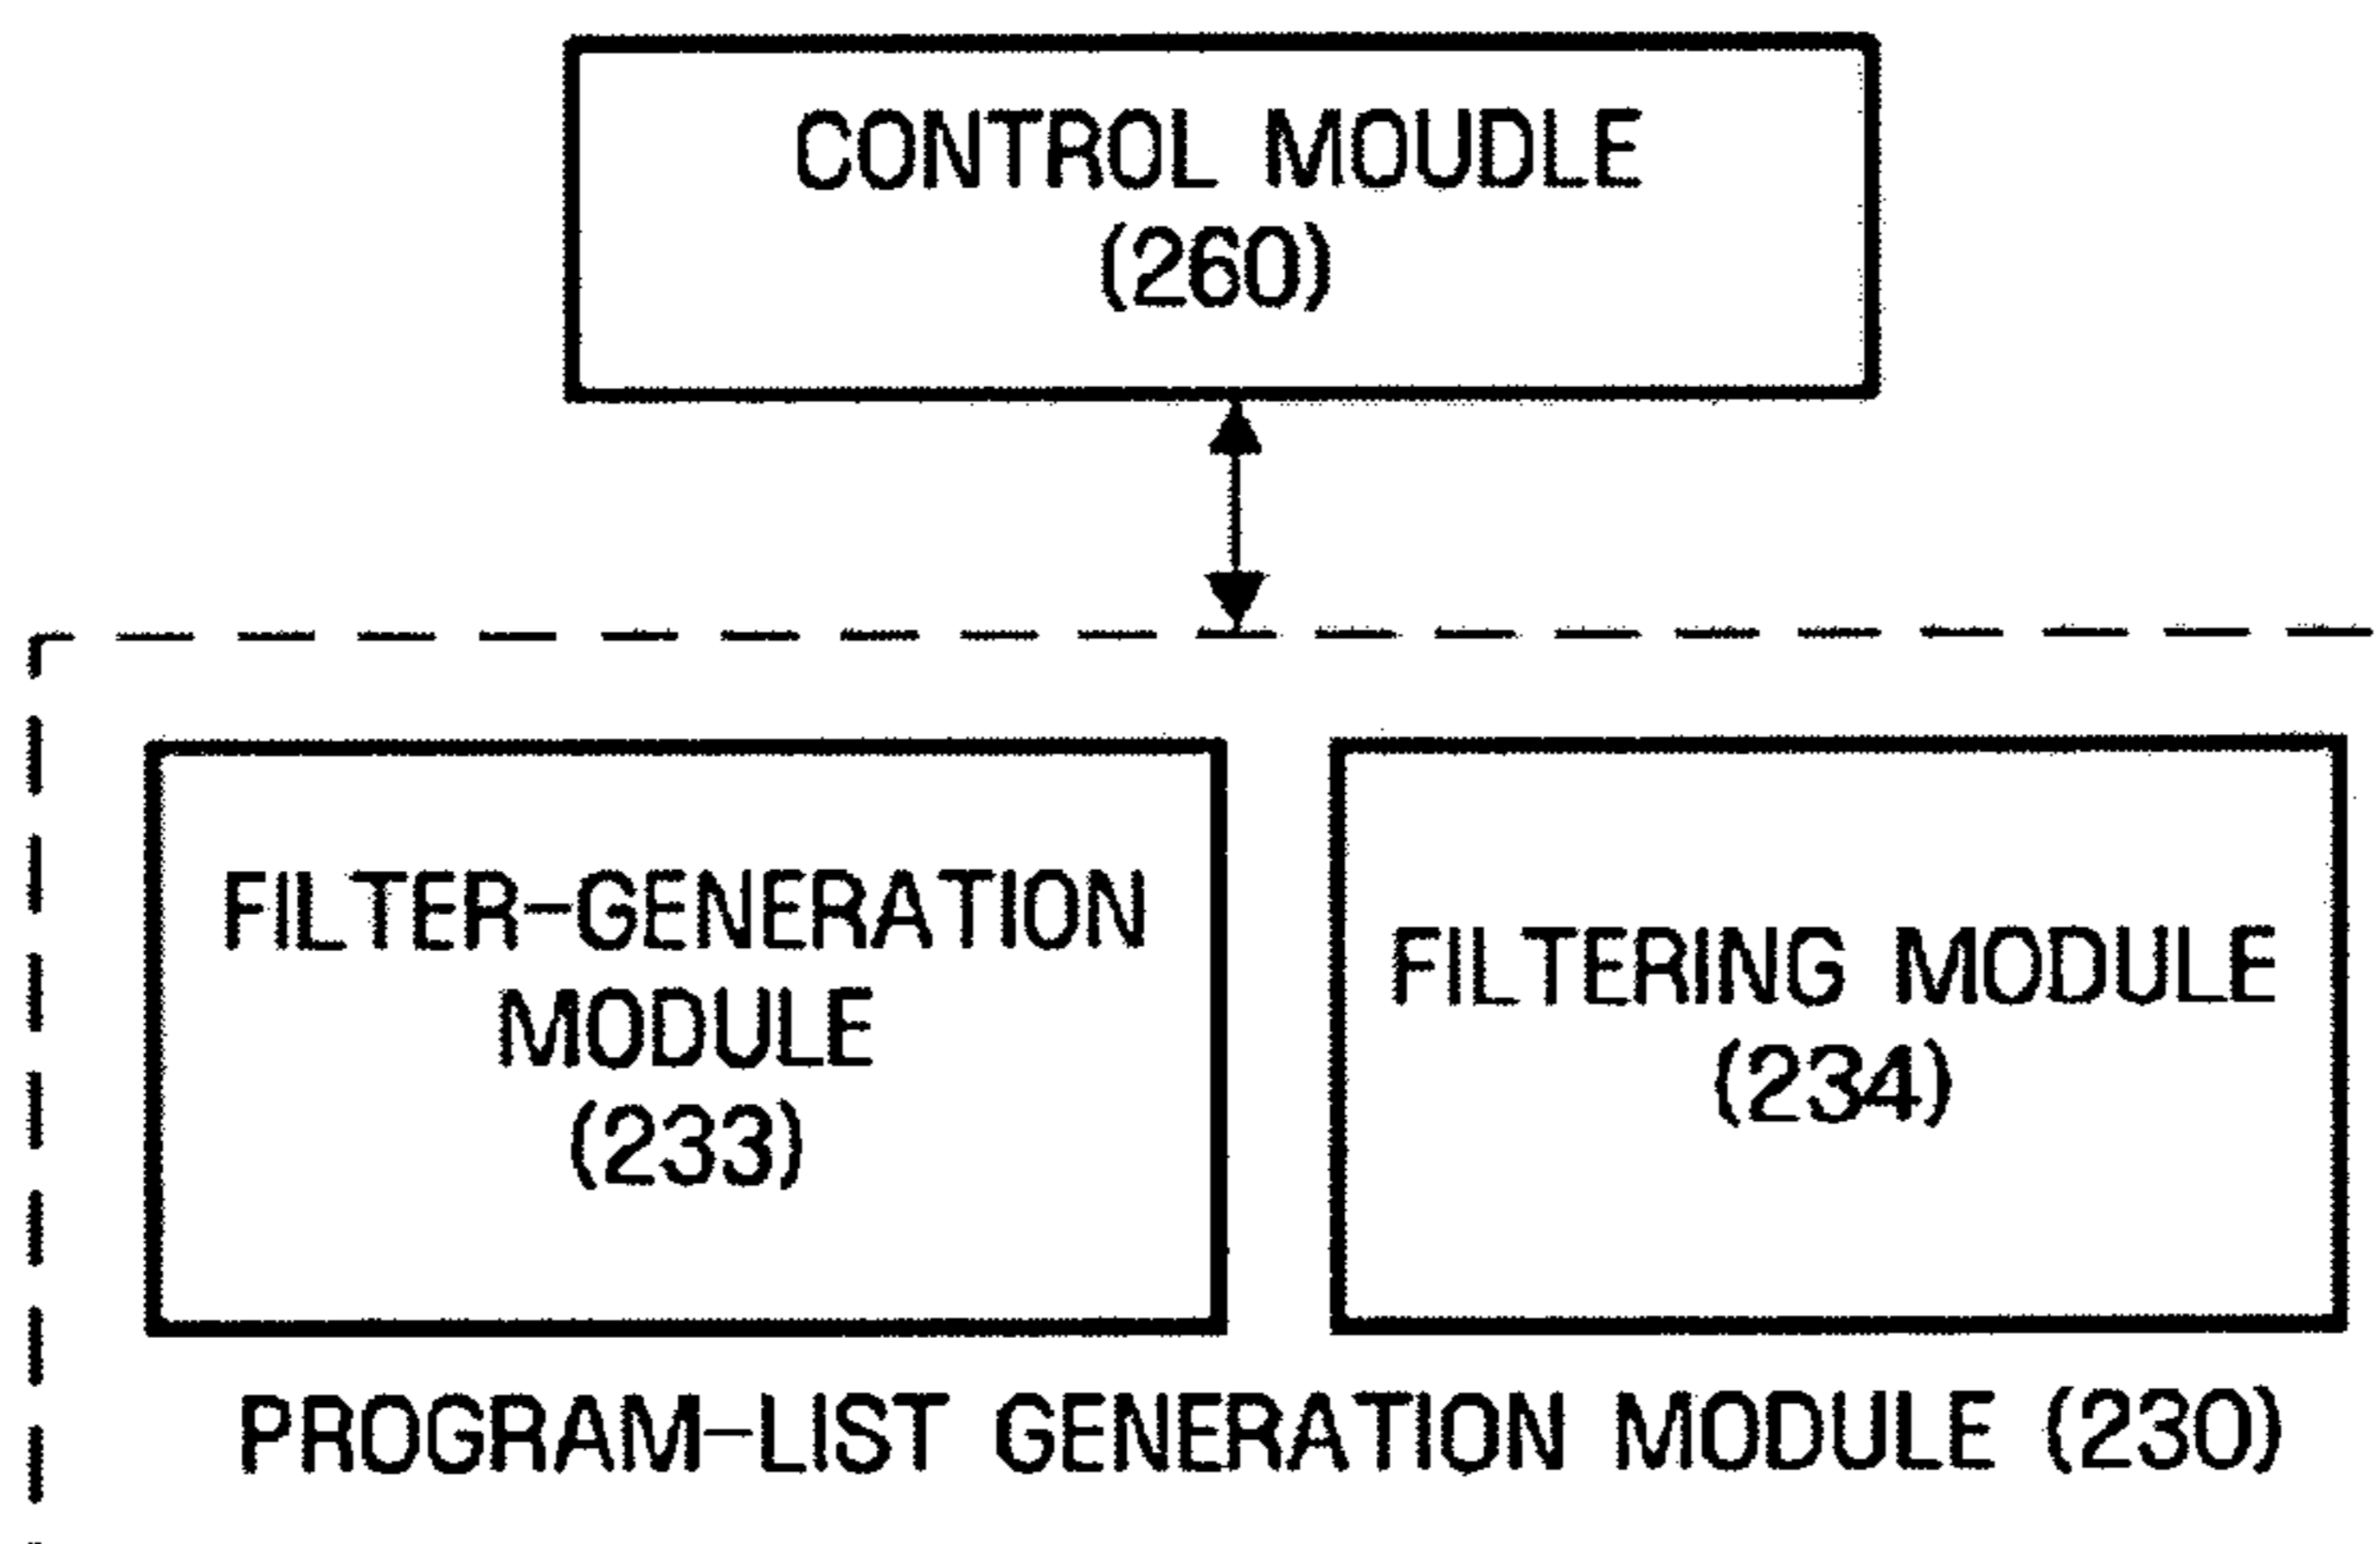 CONTROL MOUDLE
(260)
FILTER-GENERATION
MODULE
(233)
FILTERING MODULE
(234)
PROGRAM-LIST GENERATION MODULE (230)